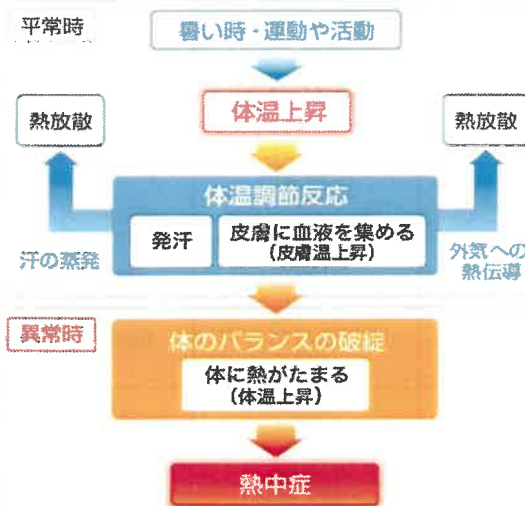 平常時
暑い時・運動や活動
体温上昇
熱放散
熱放散
体温調節反応
発汗
皮膚に血液を集める
(皮膚温上昇)
汗の蒸発
外気への
熱伝導
異常時
体のバランスの破綻
体に熱がたまる
(体温上昇)
熱中症